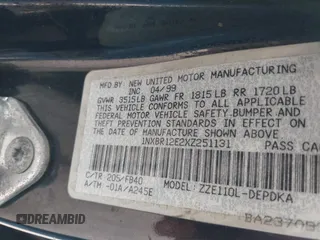 MFD BY: NEW UNITED MOTOR MANUFACTURING
INC 04/99
GVWR 3515LB GAWR FR 1815LB RR 1720LB
THIS VEHICLE CONFORMS TO ALL APPLICABLE
FEDERAL MOTOR VEHICLE SAFETY, BUMPER AND
THEFT PREVENTION STANDARDS IN EFFECT ON
THE DATE OF MANUFACTURE SHOWN ABOVE.
1NXBR12E2XZ251131 PASS CA
C/TR 205/FB40 MODEL ZZE110L-DEPDKA
A/TM -01A/A245E